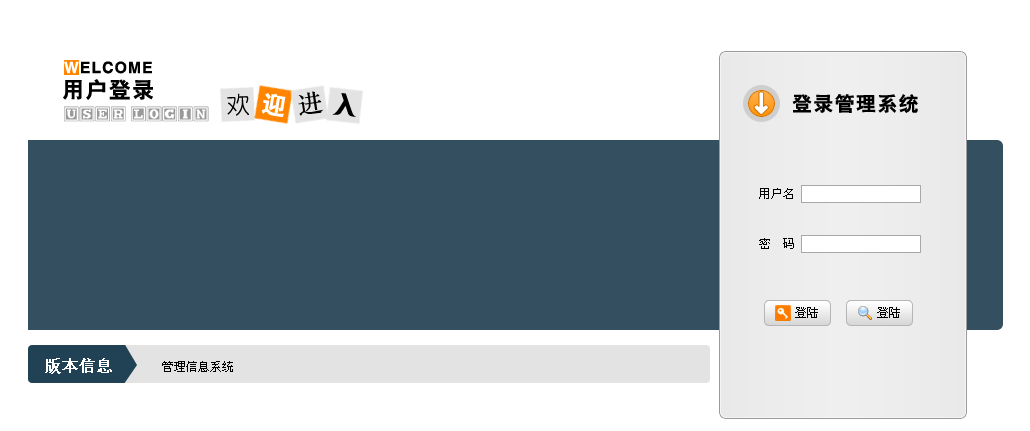 WELCOME
用户登录
USER LOGIN
欢迎进入
登录管理系统
用户名
密 码
登陆
登陆
版本信息
管理信息系统